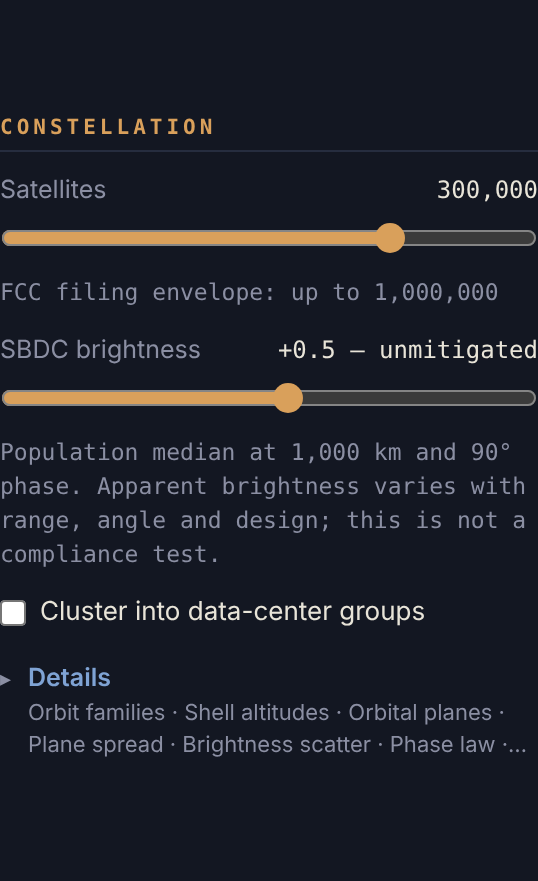 CONSTELLATION
Satellites 300,000
FCC filing envelope: up to 1,000,000
SBDC brightness +0.5 — unmitigated
Population median at 1,000 km and 90°
phase. Apparent brightness varies with
range, angle and design; this is not a
compliance test.
Cluster into data-center groups
Details
Orbit families · Shell altitudes · Orbital planes ·
Plane spread · Brightness scatter · Phase law ·...